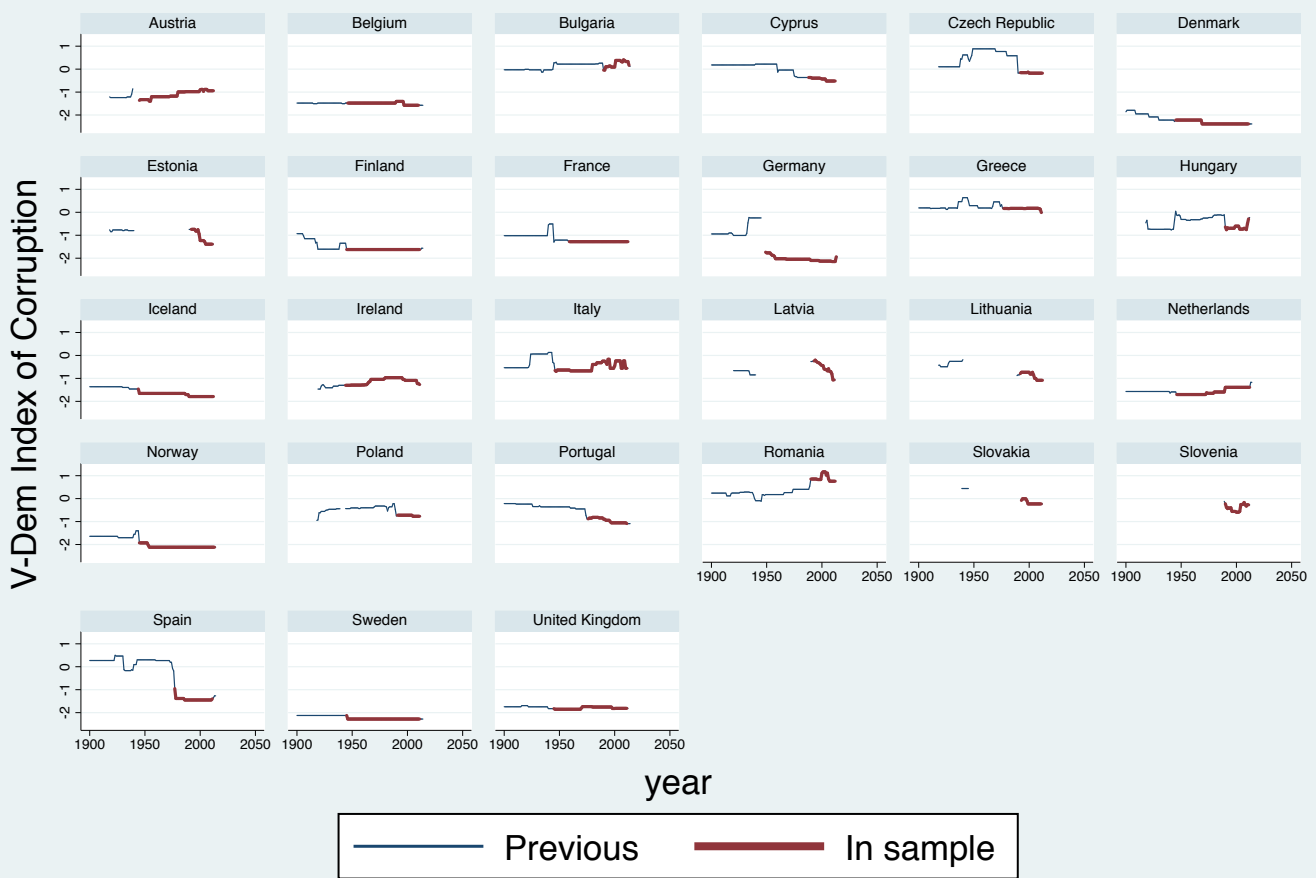 Austria Belgium Bulgaria Cyprus Czech Republic Denmark
1
0
-1
-2
Estonia Finland France Germany Greece Hungary
1
0
-1
-2
Iceland Ireland Italy Latvia Lithuania Netherlands
1
0
-1
-2
Norway Poland Portugal Romania Slovakia Slovenia
1
0
-1
-2
1900 1950 2000 2050 1900 1950 2000 2050 1900 1950 2000 2050
Spain Sweden United Kingdom
1
0
-1
-2
1900 1950 2000 2050 1900 1950 2000 2050 1900 1950 2000 2050
V-Dem Index of Corruption
year
Previous In sample